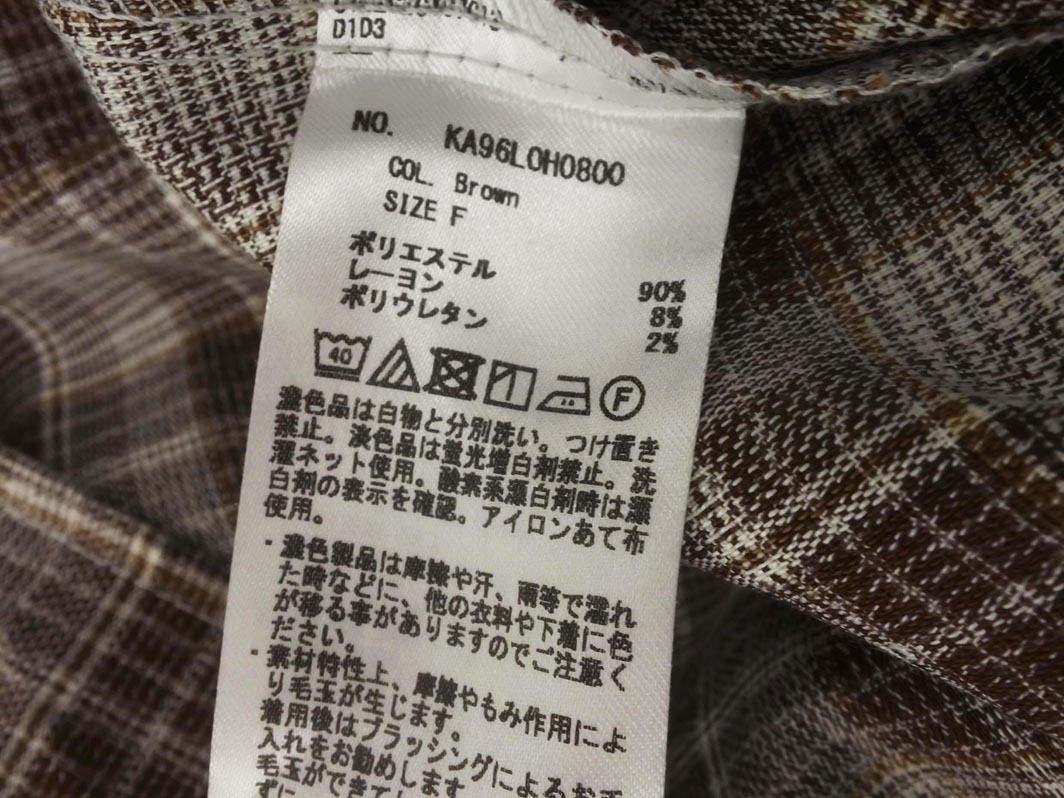 D1D3
NO. KA96L0H0800
COL. Brown
SIZE F
ポリエステル 90%
レーヨン 8%
ポリウレタン 2%
40
F
濃色品は白物と分別洗い。つけ置き
禁止。淡色品は蛍光増白剤禁止。洗
濯ネット使用。酸素系漂白剤時は漂
白剤の表示を確認。アイロンあて布
使用。
・濃色製品は摩擦や汗、雨等で濡れ
た時などに、他の衣料や下着に色
が移る事がありますのでご注意く
ださい。
・素材特性上、摩擦やもみ作用によ
り毛玉が生じます。
着用後はブラッシングによるお手
入れをお勧めします
毛玉ができて